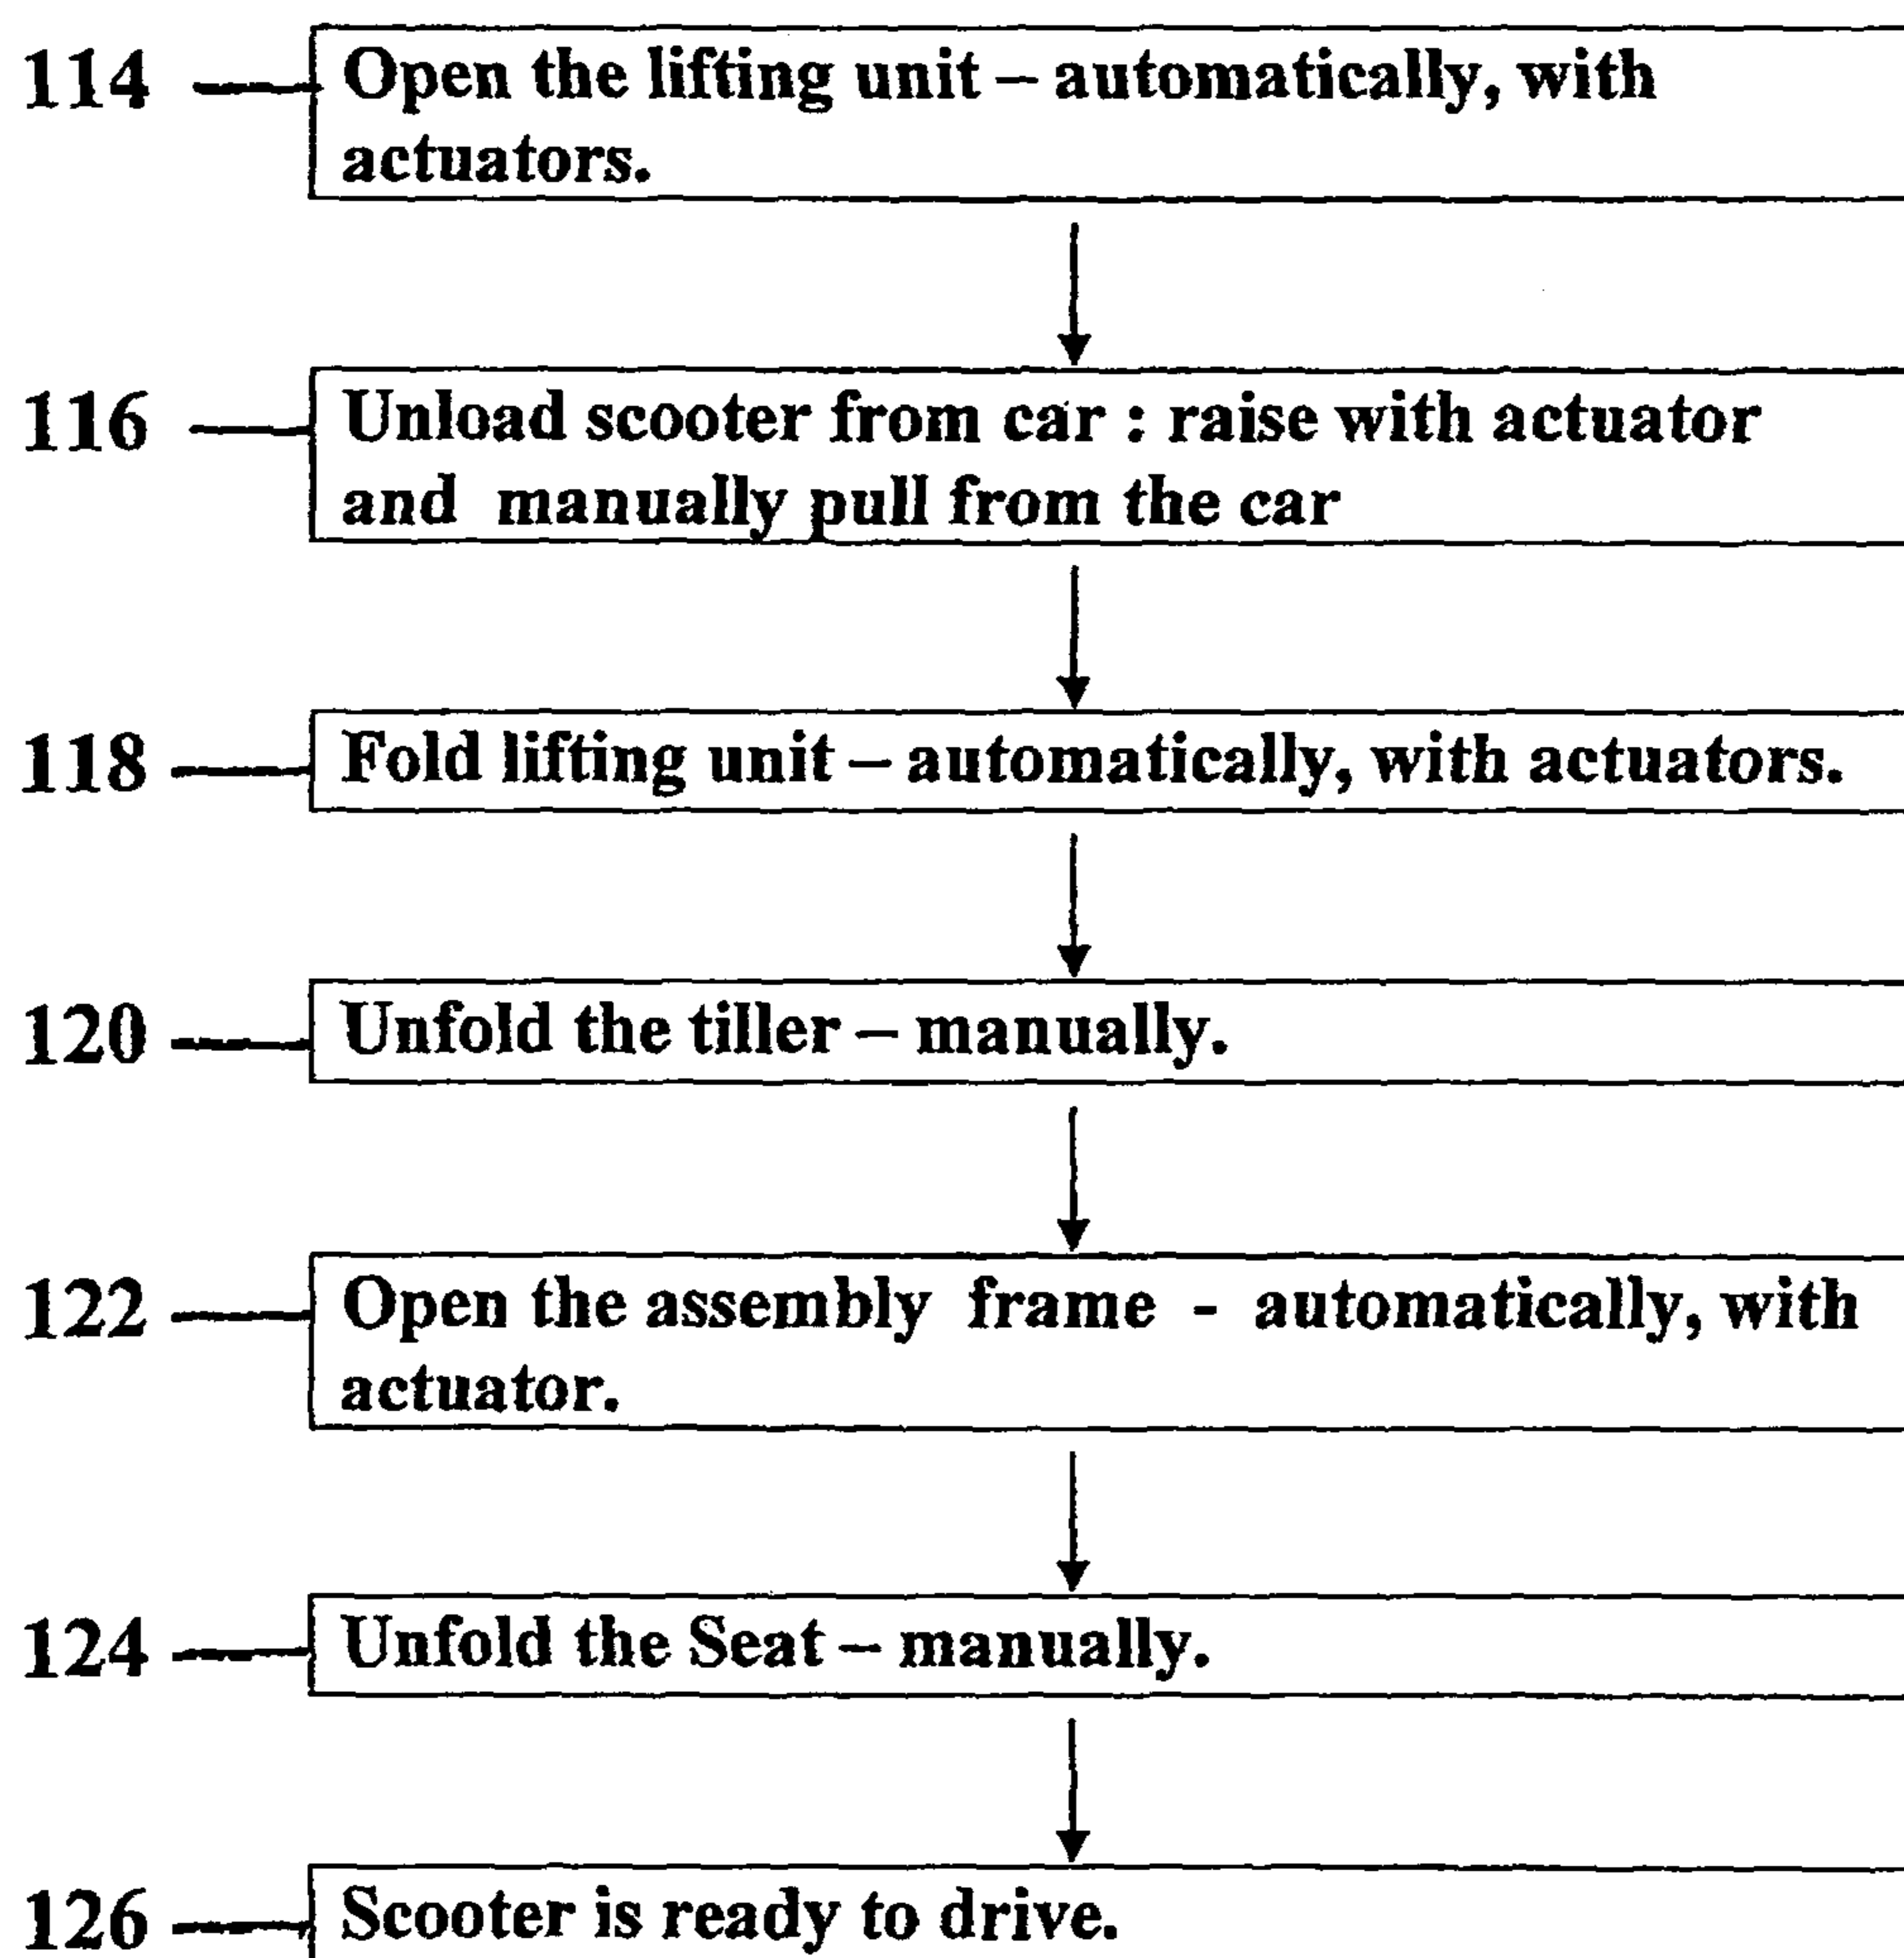 114 Open the lifting unit – automatically, with
actuators.
116 Unload scooter from car : raise with actuator
and manually pull from the car
118 Fold lifting unit – automatically, with actuators.
120 Unfold the tiller – manually.
122 Open the assembly frame - automatically, with
actuator.
124 Unfold the Seat – manually.
126 Scooter is ready to drive.